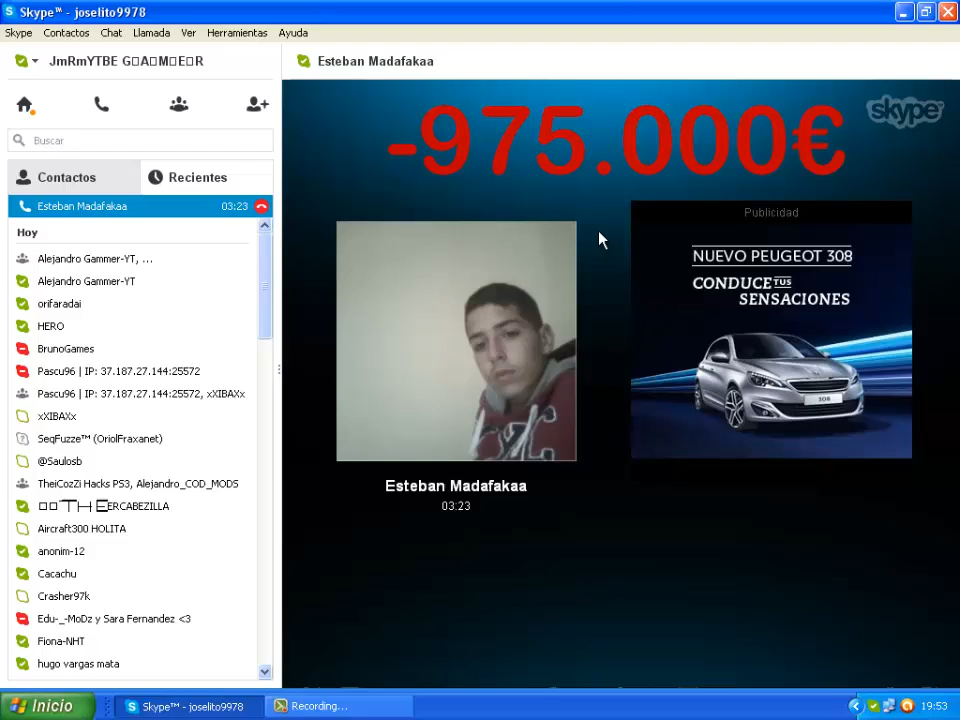 Skype™ - joselito9978
Skype Contactos Chat Llamada Ver Herramientas Ayuda
JmRmYTBE G□A□M□E□R
Buscar
Contactos
Recientes
Esteban Madafakaa 03:23
Hoy
Alejandro Gammer-YT, ...
Alejandro Gammer-YT
orifaradai
HERO
BrunoGames
Pascu96 | IP: 37.187.27.144:25572
Pascu96 | IP: 37.187.27.144:25572, xXIBAXx
xXIBAXx
SeqFuzze™ (OriolFraxanet)
@Saulosb
TheiCozZi Hacks PS3, Alejandro_COD_MODS
ERCABEZILLA
Aircraft300 HOLITA
anonim-12
Cacachu
Crasher97k
Edu-_-MoDz y Sara Fernandez <3
Fiona-NHT
hugo vargas mata
Esteban Madafakaa
-975.000€
skype
Publicidad
NUEVO PEUGEOT 308
CONDUCE TUS
SENSACIONES
308
Esteban Madafakaa
03:23
Inicio
Skype™ - joselito9978
Recording...
19:53